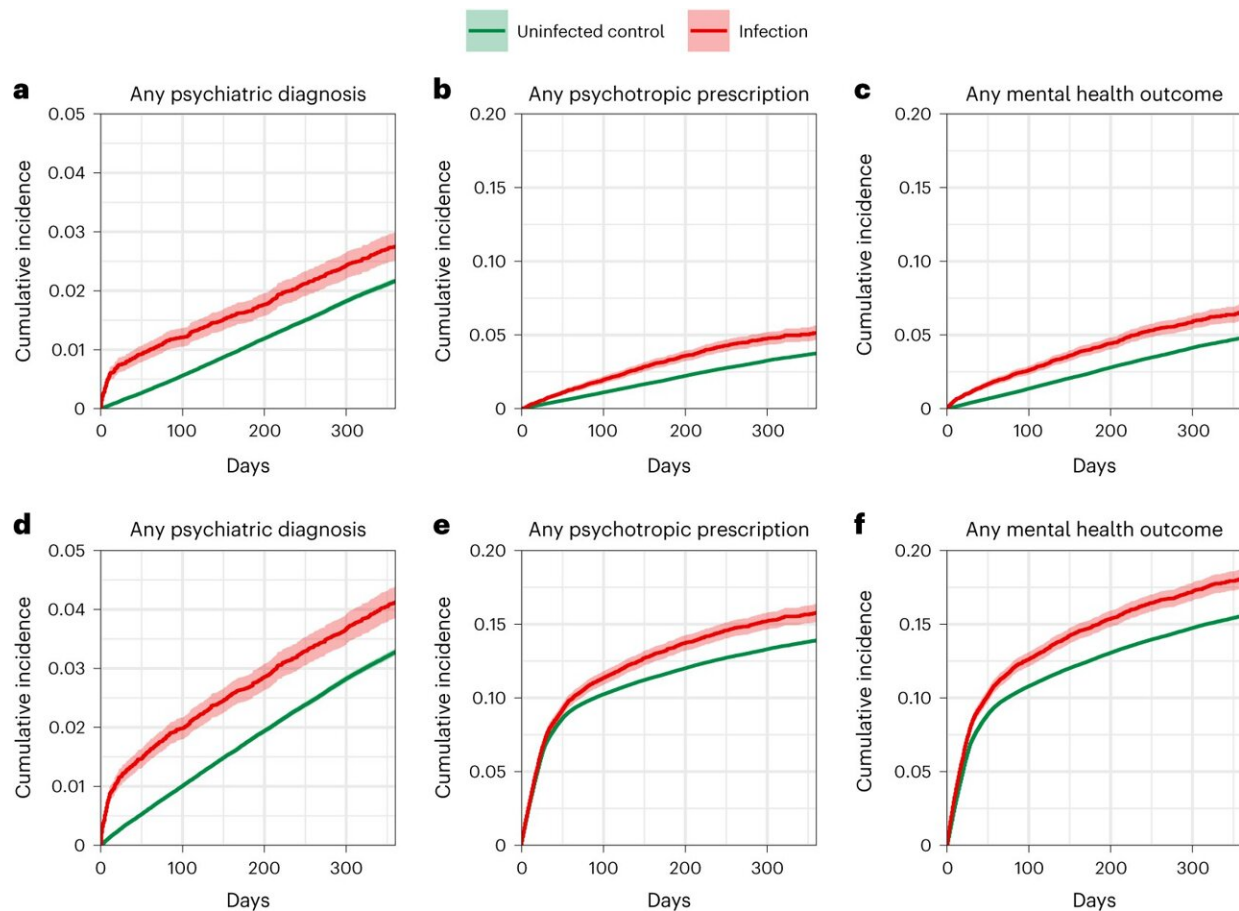 Uninfected control Infection
a Any psychiatric diagnosis
0.05
0.04
0.03
0.02
0.01
0
Cumulative incidence
0 100 200 300
Days
b Any psychotropic prescription
0.20
0.15
0.10
0.05
0
Cumulative incidence
0 100 200 300
Days
c Any mental health outcome
0.20
0.15
0.10
0.05
0
Cumulative incidence
0 100 200 300
Days
d Any psychiatric diagnosis
0.05
0.04
0.03
0.02
0.01
0
Cumulative incidence
0 100 200 300
Days
e Any psychotropic prescription
0.20
0.15
0.10
0.05
0
Cumulative incidence
0 100 200 300
Days
f Any mental health outcome
0.20
0.15
0.10
0.05
0
Cumulative incidence
0 100 200 300
Days